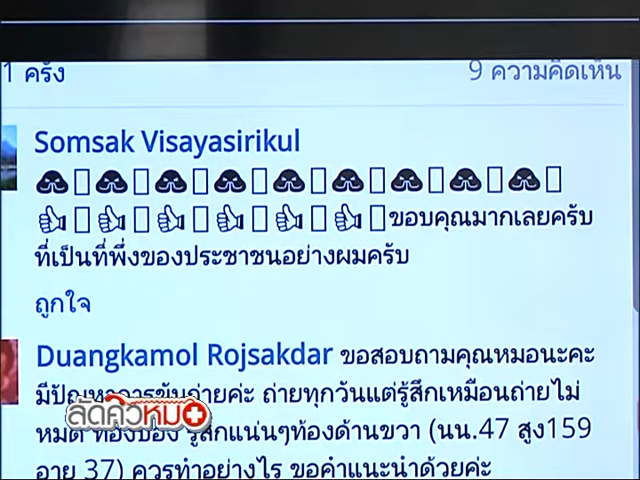 1 ครั้ง
9 ความคิดเห็น
Somsak Visayasirikul
ขอบคุณมากเลยครับ
ที่เป็นที่พึ่งของประชาชนอย่างผมครับ
ถูกใจ
Duangkamol Rojsakdar ขอสอบถามคุณหมอนะคะ
มีปัญหาการขับถ่ายค่ะ ถ่ายทุกวันแต่รู้สึกเหมือนถ่ายไม่
ลัดคิวหมอ
หมด ท้องป่อง รู้สึกแน่นๆท้องด้านขวา (นน.47 สูง159
อายุ 37) ควรทำอย่างไร ขอคำแนะนำด้วยค่ะ